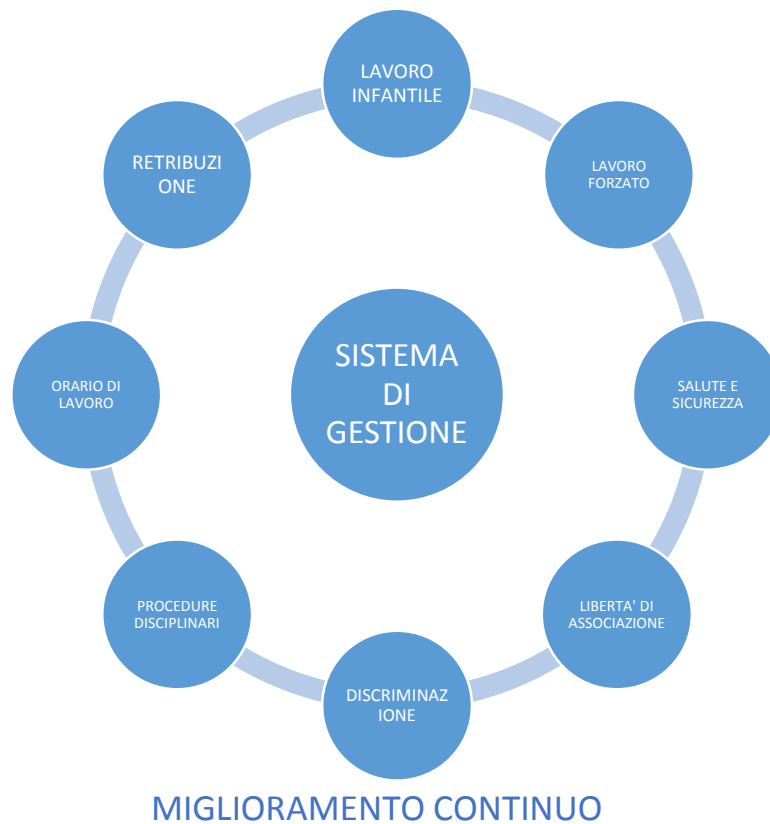 LAVORO
INFANTILE
LAVORO
FORZATO
SALUTE E
SICUREZZA
LIBERTA' DI
ASSOCIAZIONE
DISCRIMINAZ
IONE
PROCEDURE
DISCIPLINARI
ORARIO DI
LAVORO
RETRIBUZI
ONE
SISTEMA
DI
GESTIONE
MIGLIORAMENTO CONTINUO